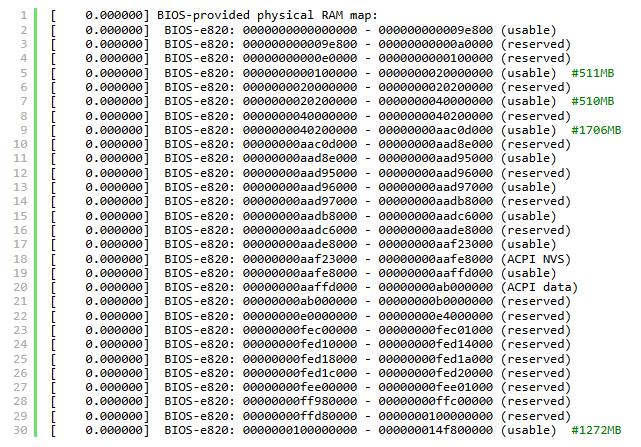 1 [    0.000000] BIOS-provided physical RAM map:
2 [    0.000000]  BIOS-e820: 0000000000000000 - 000000000009e800 (usable)
3 [    0.000000]  BIOS-e820: 000000000009e800 - 00000000000a0000 (reserved)
4 [    0.000000]  BIOS-e820: 00000000000e0000 - 0000000000100000 (reserved)
5 [    0.000000]  BIOS-e820: 0000000000100000 - 0000000020000000 (usable)  #511MB
6 [    0.000000]  BIOS-e820: 0000000020000000 - 0000000020200000 (reserved)
7 [    0.000000]  BIOS-e820: 0000000020200000 - 0000000040000000 (usable)  #510MB
8 [    0.000000]  BIOS-e820: 0000000040000000 - 0000000040200000 (reserved)
9 [    0.000000]  BIOS-e820: 0000000040200000 - 00000000aac0d000 (usable)  #1706MB
10 [    0.000000]  BIOS-e820: 00000000aac0d000 - 00000000aad8e000 (reserved)
11 [    0.000000]  BIOS-e820: 00000000aad8e000 - 00000000aad95000 (usable)
12 [    0.000000]  BIOS-e820: 00000000aad95000 - 00000000aad96000 (reserved)
13 [    0.000000]  BIOS-e820: 00000000aad96000 - 00000000aad97000 (usable)
14 [    0.000000]  BIOS-e820: 00000000aad97000 - 00000000aadb8000 (reserved)
15 [    0.000000]  BIOS-e820: 00000000aadb8000 - 00000000aadc6000 (usable)
16 [    0.000000]  BIOS-e820: 00000000aadc6000 - 00000000aade8000 (reserved)
17 [    0.000000]  BIOS-e820: 00000000aade8000 - 00000000aaf23000 (usable)
18 [    0.000000]  BIOS-e820: 00000000aaf23000 - 00000000aafe8000 (ACPI NVS)
19 [    0.000000]  BIOS-e820: 00000000aafe8000 - 00000000aaffd000 (usable)
20 [    0.000000]  BIOS-e820: 00000000aaffd000 - 00000000ab000000 (ACPI data)
21 [    0.000000]  BIOS-e820: 00000000ab000000 - 00000000b0000000 (reserved)
22 [    0.000000]  BIOS-e820: 00000000e0000000 - 00000000e4000000 (reserved)
23 [    0.000000]  BIOS-e820: 00000000fec00000 - 00000000fec01000 (reserved)
24 [    0.000000]  BIOS-e820: 00000000fed10000 - 00000000fed14000 (reserved)
25 [    0.000000]  BIOS-e820: 00000000fed18000 - 00000000fed1a000 (reserved)
26 [    0.000000]  BIOS-e820: 00000000fed1c000 - 00000000fed20000 (reserved)
27 [    0.000000]  BIOS-e820: 00000000fee00000 - 00000000fee01000 (reserved)
28 [    0.000000]  BIOS-e820: 00000000ff980000 - 00000000ffc00000 (reserved)
29 [    0.000000]  BIOS-e820: 00000000ffd80000 - 0000000100000000 (reserved)
30 [    0.000000]  BIOS-e820: 0000000100000000 - 000000014f800000 (usable)  #1272MB